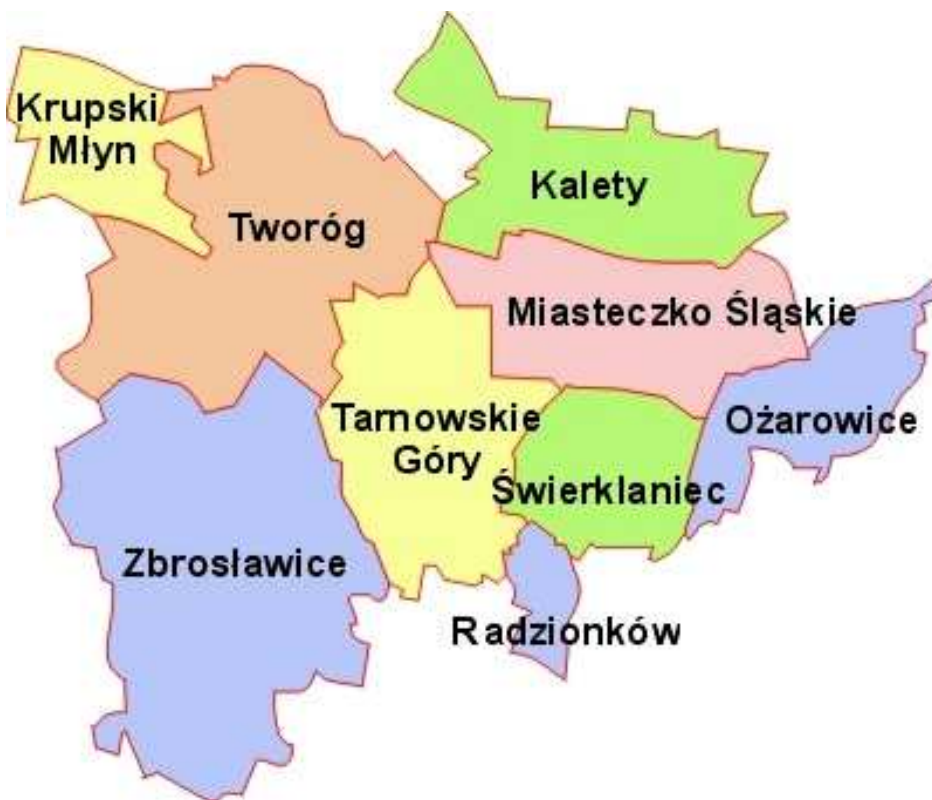 Krupski
Młyn
Kalety
Tworóg
Miasteczko Śląskie
Tarnowskie
Góry
Ożarowice
Świerklaniec
Zbrosławice
Radzionków